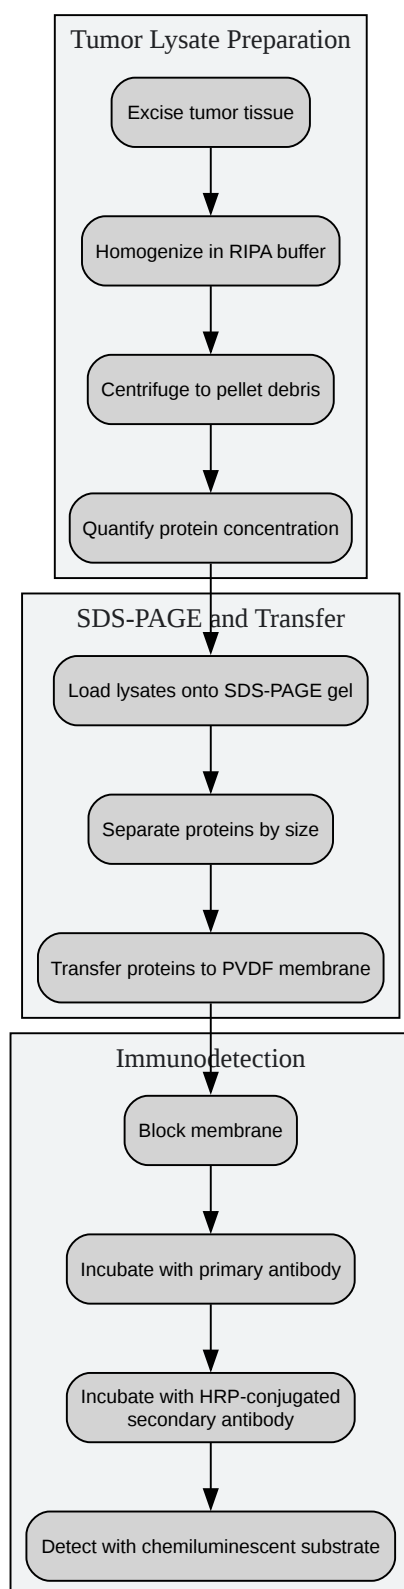 Tumor Lysate Preparation
Excise tumor tissue
Homogenize in RIPA buffer
Centrifuge to pellet debris
Quantify protein concentration
SDS-PAGE and Transfer
Load lysates onto SDS-PAGE gel
Separate proteins by size
Transfer proteins to PVDF membrane
Immunodetection
Block membrane
Incubate with primary antibody
Incubate with HRP-conjugated
secondary antibody
Detect with chemiluminescent substrate